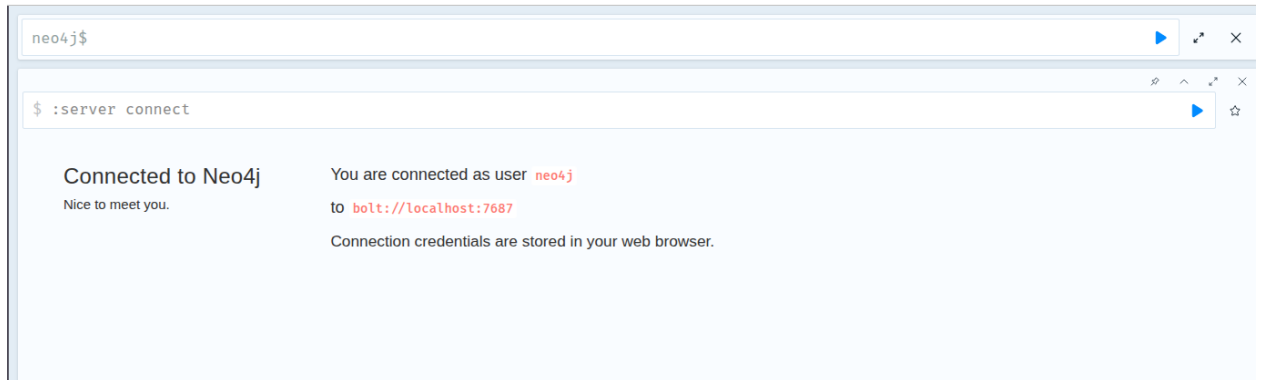 neo4j$
$ :server connect
Connected to Neo4j
Nice to meet you.
You are connected as user neo4j
to bolt://localhost:7687
Connection credentials are stored in your web browser.